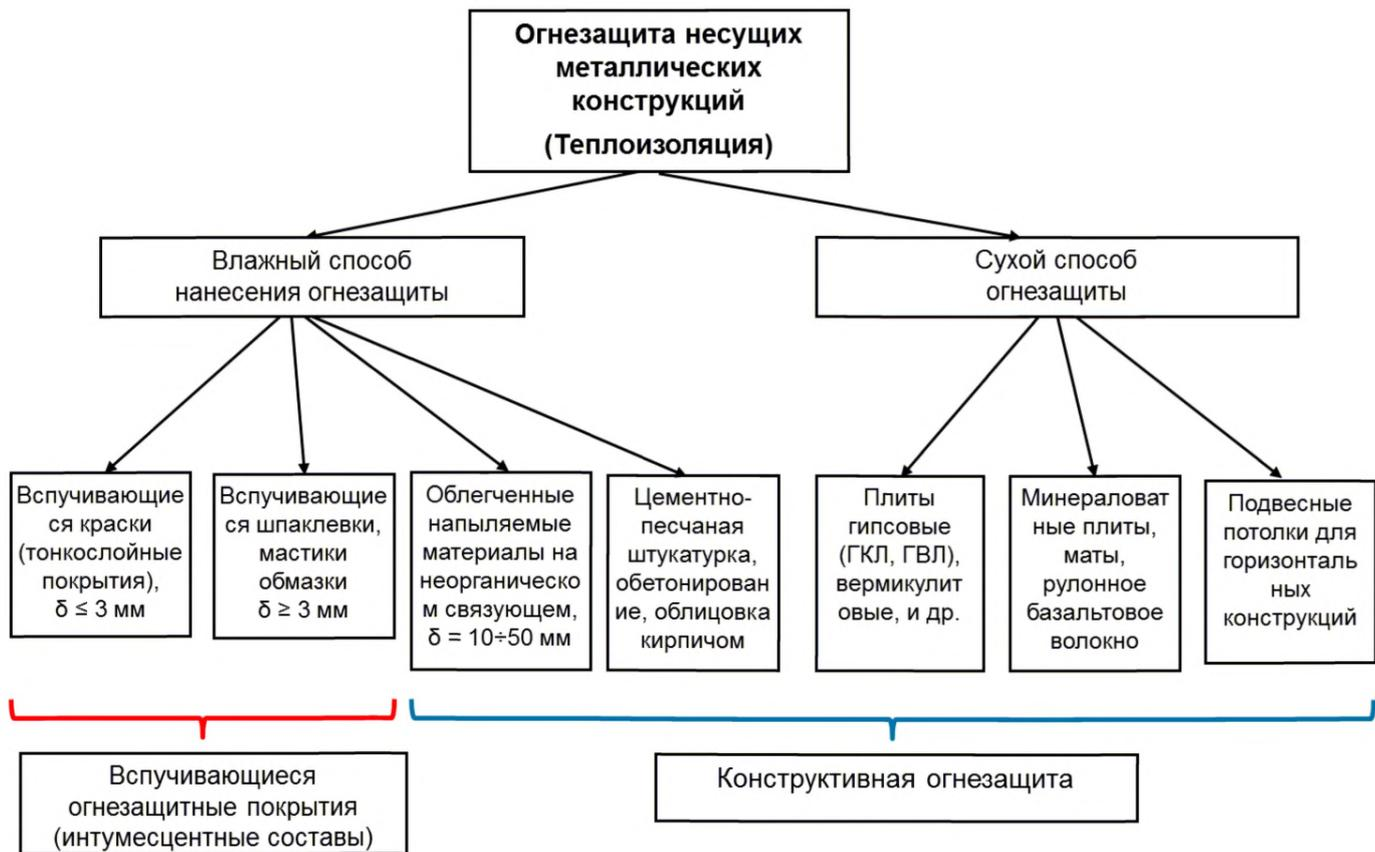 Огнезащита несущих
металлических
конструкций
(Теплоизоляция)
Влажный способ
нанесения огнезащиты
Сухой способ
огнезащиты
Вспучивающие
ся краски
(тонкослойные
покрытия),
δ ≤ 3 мм
Вспучивающие
ся шпаклевки,
мастики
обмазки
δ ≥ 3 мм
Облегченные
напыляемые
материалы на
неорганическо
м связующем,
δ = 10÷50 мм
Цементно-
песчаная
штукатурка,
обетонирован
ие, облицовка
кирпичом
Плиты
гипсовые
(ГКЛ, ГВЛ),
вермикулит
овые, и др.
Минераловат
ные плиты,
маты,
рулонное
базальтовое
волокно
Подвесные
потолки для
горизонталь
ных
конструкций
Вспучивающиеся
огнезащитные покрытия
(интумесцентные составы)
Конструктивная огнезащита